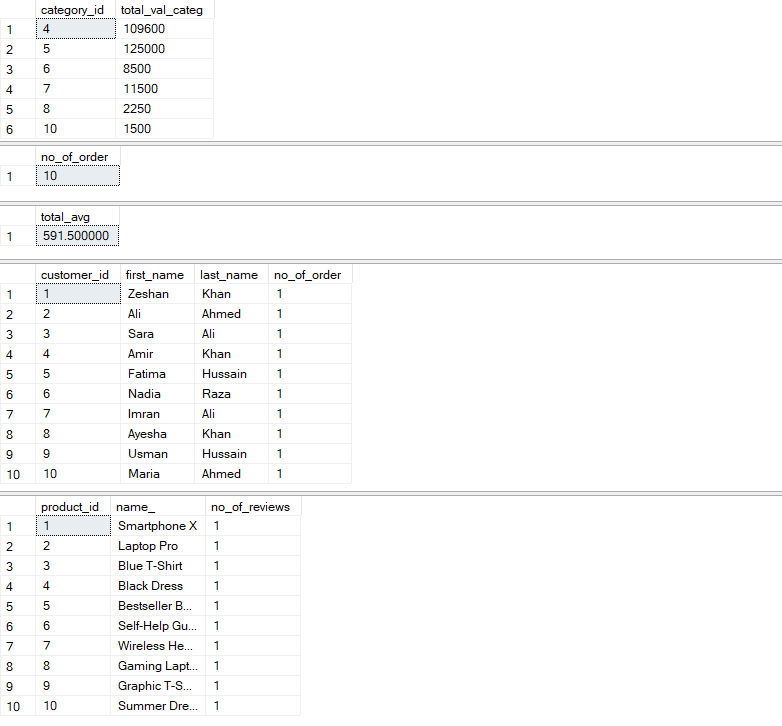 category_id total_val_categ
1 4 109600
2 5 125000
3 6 8500
4 7 11500
5 8 2250
6 10 1500
no_of_order
1 10
total_avg
1 591.500000
customer_id first_name last_name no_of_order
1 1 Zeshan Khan 1
2 2 Ali Ahmed 1
3 3 Sara Ali 1
4 4 Amir Khan 1
5 5 Fatima Hussain 1
6 6 Nadia Raza 1
7 7 Imran Ali 1
8 8 Ayesha Khan 1
9 9 Usman Hussain 1
10 10 Maria Ahmed 1
product_id name_ no_of_reviews
1 1 Smartphone X 1
2 2 Laptop Pro 1
3 3 Blue T-Shirt 1
4 4 Black Dress 1
5 5 Bestseller B... 1
6 6 Self-Help Gu... 1
7 7 Wireless He... 1
8 8 Gaming Lapt... 1
9 9 Graphic T-S... 1
10 10 Summer Dre... 1